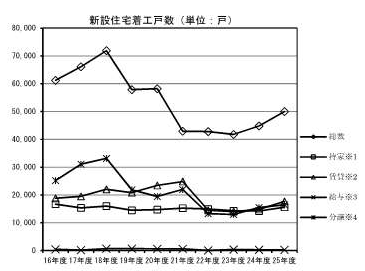 新設住宅着工戸数（単位：戸）
80,000
70,000
60,000
50,000
40,000
30,000
20,000
10,000
0
16年度 17年度 18年度 19年度 20年度 21年度 22年度 23年度 24年度 25年度
総数
持家※1
賃貸※2
給与※3
分譲※4